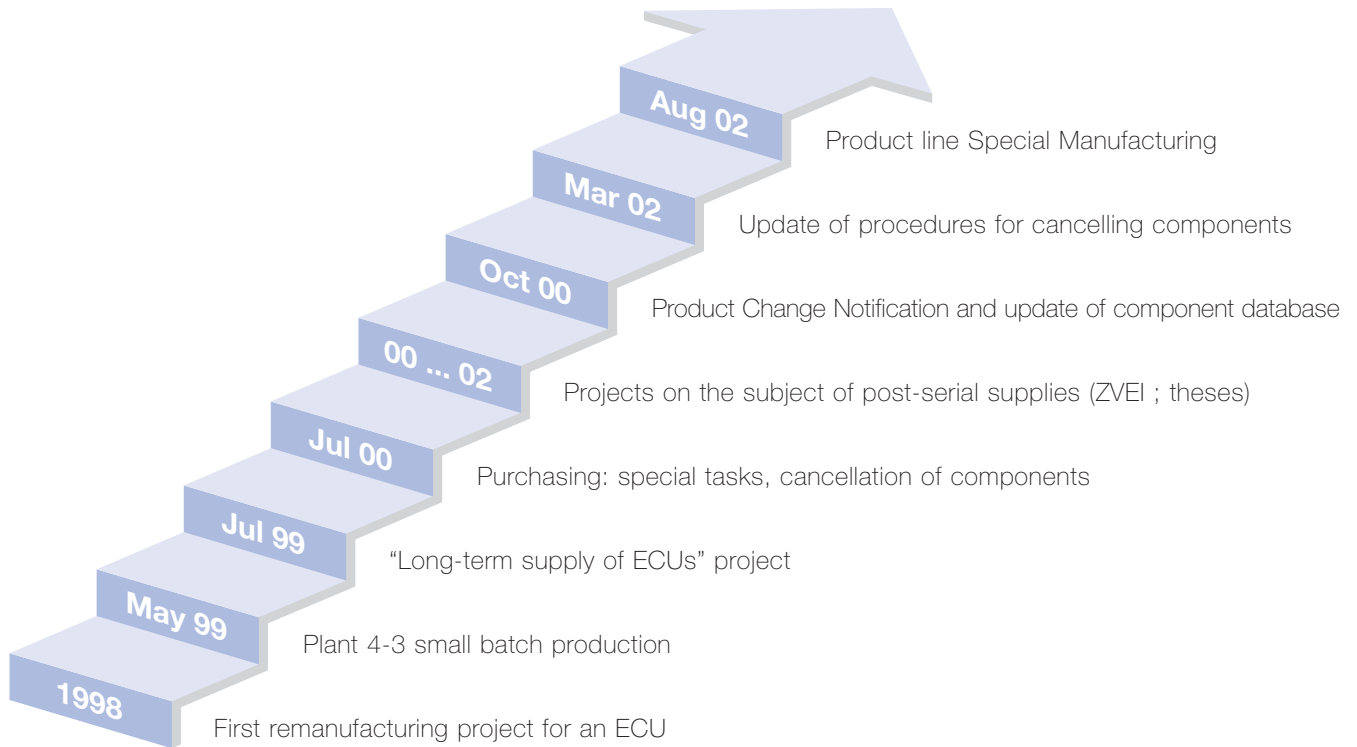 Aug 02
Product line Special Manufacturing
Mar 02
Update of procedures for cancelling components
Oct 00
Product Change Notification and update of component database
00 ... 02
Projects on the subject of post-serial supplies (ZVEI ; theses)
Jul 00
Purchasing: special tasks, cancellation of components
Jul 99
“Long-term supply of ECUs” project
May 99
Plant 4-3 small batch production
1998
First remanufacturing project for an ECU